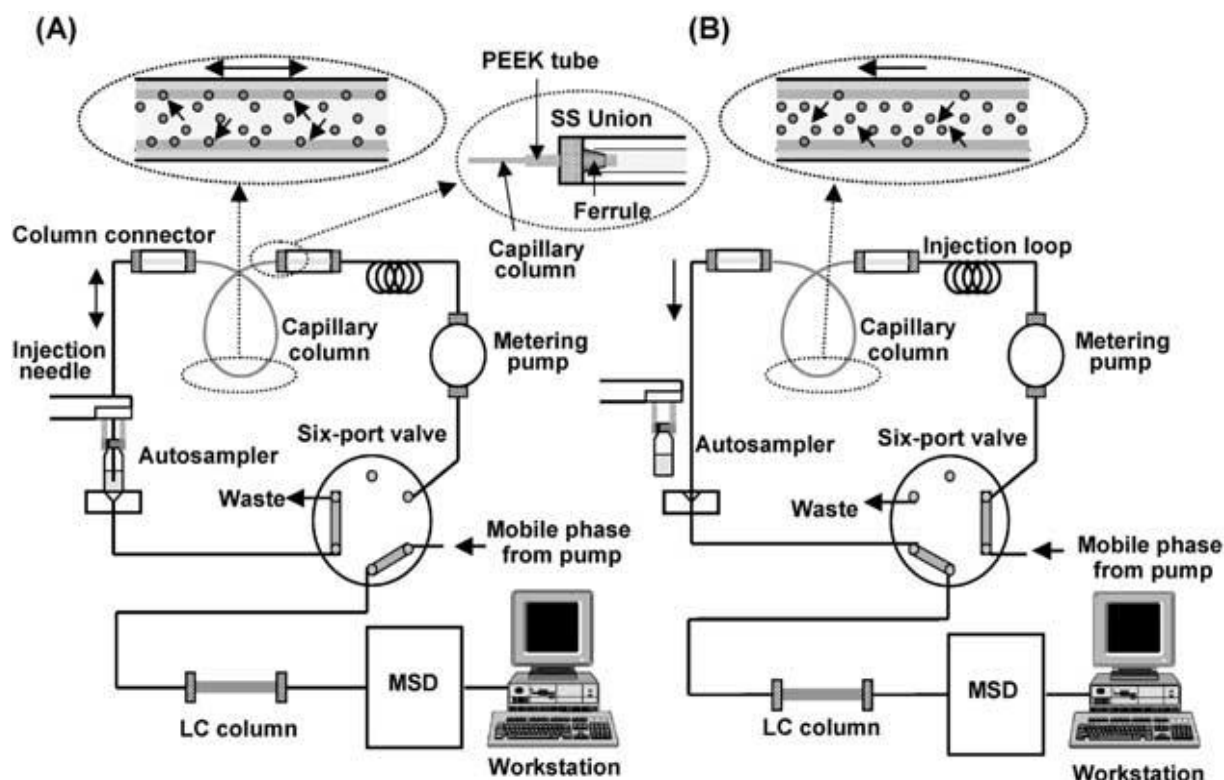 (A)
PEEK tube
SS Union
Ferrule
Capillary
column
Column connector
Injection
needle
Capillary
column
Metering
pump
Autosampler
Six-port valve
Waste
Mobile phase
from pump
LC column
MSD
Workstation
(B)
Injection loop
Capillary
column
Metering
pump
Autosampler
Six-port valve
Waste
Mobile phase
from pump
LC column
MSD
Workstation